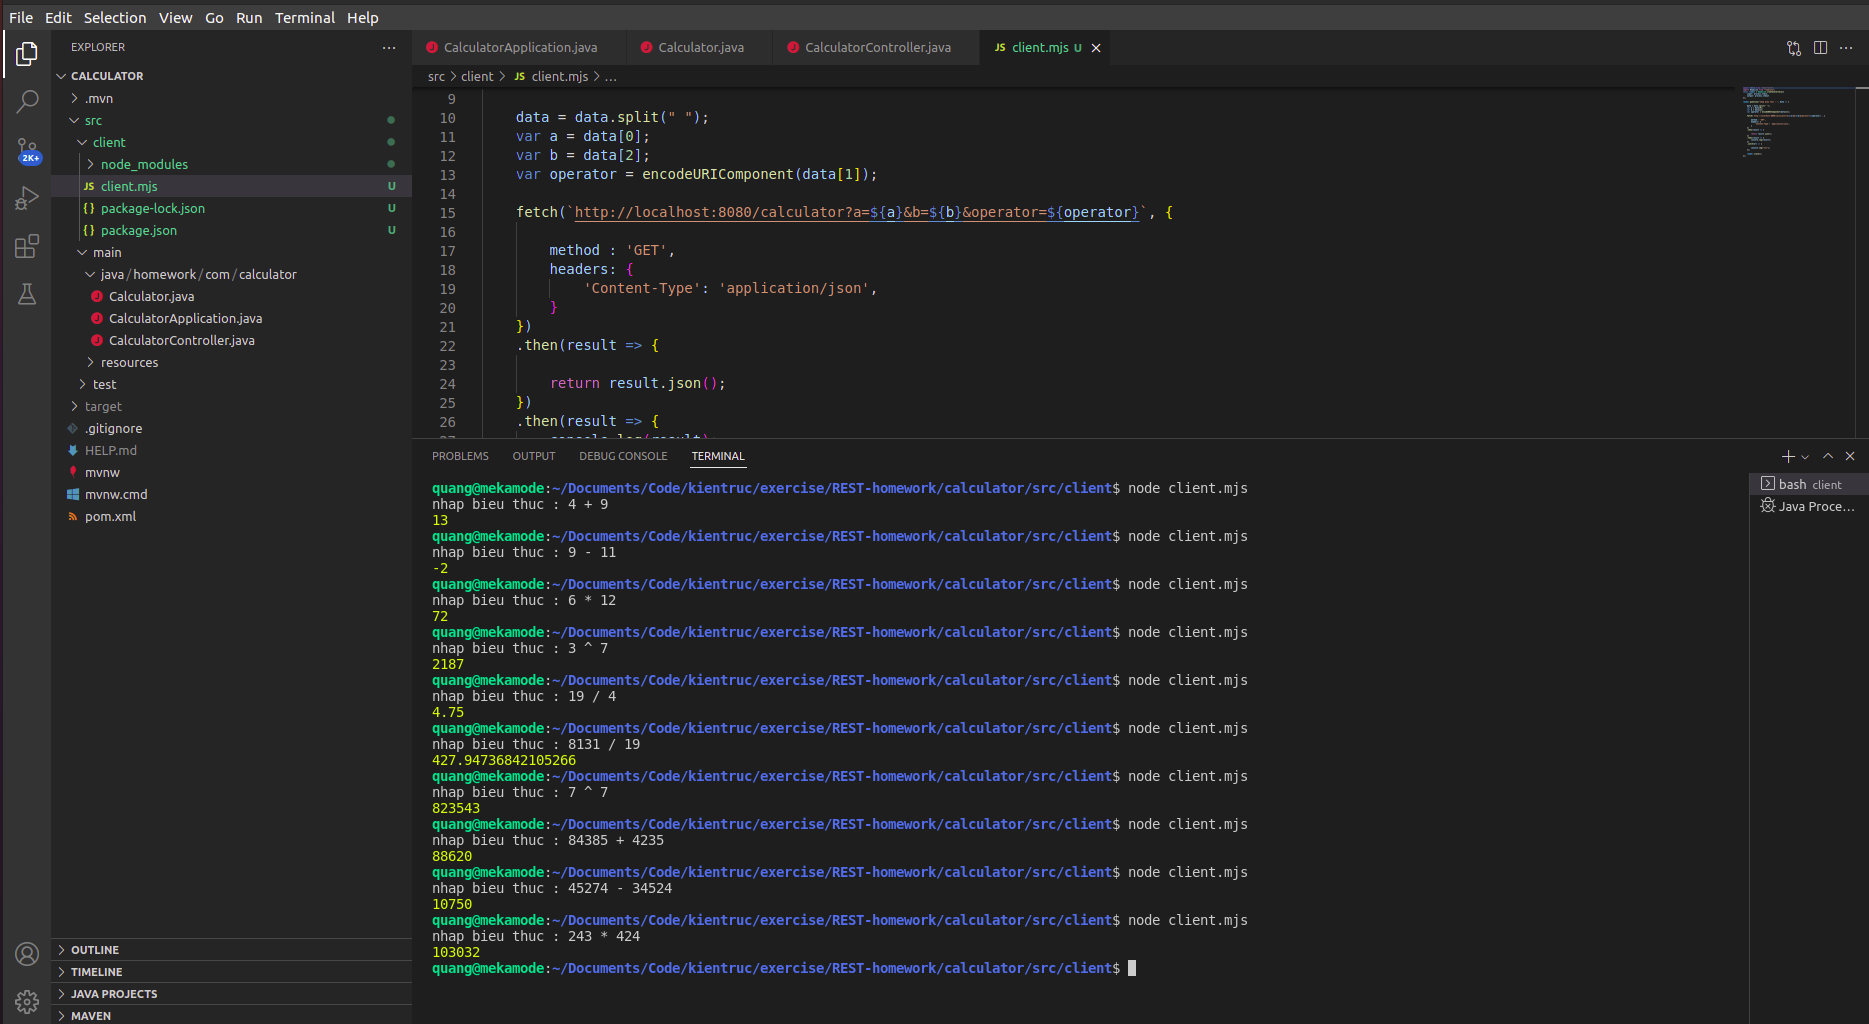 File Edit Selection View Go Run Terminal Help
EXPLORER
CALCULATOR
.mvn
src
client
node_modules
client.mjs U
package-lock.json U
package.json U
main
java / homework / com / calculator
Calculator.java
CalculatorApplication.java
CalculatorController.java
resources
test
target
.gitignore
HELP.md
mvnw
mvnw.cmd
pom.xml
OUTLINE
TIMELINE
JAVA PROJECTS
MAVEN
2K+
CalculatorApplication.java Calculator.java CalculatorController.java JS client.mjs U
src > client > JS client.mjs > ...
9
10 data = data.split(" ");
11 var a = data[0];
12 var b = data[2];
13 var operator = encodeURIComponent(data[1]);
14
15 fetch(`http://localhost:8080/calculator?a=${a}&b=${b}&operator=${operator}`, {
16
17 method : 'GET',
18 headers: {
19 'Content-Type': 'application/json',
20 }
21 })
22 .then(result => {
23
24 return result.json();
25 })
26 .then(result => {
PROBLEMS OUTPUT DEBUG CONSOLE TERMINAL
quang@mekamode:~/Documents/Code/kientruc/exercise/REST-homework/calculator/src/client$ node client.mjs
nhap bieu thuc : 4 + 9
13
quang@mekamode:~/Documents/Code/kientruc/exercise/REST-homework/calculator/src/client$ node client.mjs
nhap bieu thuc : 9 - 11
-2
quang@mekamode:~/Documents/Code/kientruc/exercise/REST-homework/calculator/src/client$ node client.mjs
nhap bieu thuc : 6 * 12
72
quang@mekamode:~/Documents/Code/kientruc/exercise/REST-homework/calculator/src/client$ node client.mjs
nhap bieu thuc : 3 ^ 7
2187
quang@mekamode:~/Documents/Code/kientruc/exercise/REST-homework/calculator/src/client$ node client.mjs
nhap bieu thuc : 19 / 4
4.75
quang@mekamode:~/Documents/Code/kientruc/exercise/REST-homework/calculator/src/client$ node client.mjs
nhap bieu thuc : 8131 / 19
427.94736842105266
quang@mekamode:~/Documents/Code/kientruc/exercise/REST-homework/calculator/src/client$ node client.mjs
nhap bieu thuc : 7 ^ 7
823543
quang@mekamode:~/Documents/Code/kientruc/exercise/REST-homework/calculator/src/client$ node client.mjs
nhap bieu thuc : 84385 + 4235
88620
quang@mekamode:~/Documents/Code/kientruc/exercise/REST-homework/calculator/src/client$ node client.mjs
nhap bieu thuc : 45274 - 34524
10750
quang@mekamode:~/Documents/Code/kientruc/exercise/REST-homework/calculator/src/client$ node client.mjs
nhap bieu thuc : 243 * 424
103032
quang@mekamode:~/Documents/Code/kientruc/exercise/REST-homework/calculator/src/client$
bash client
Java Proce...